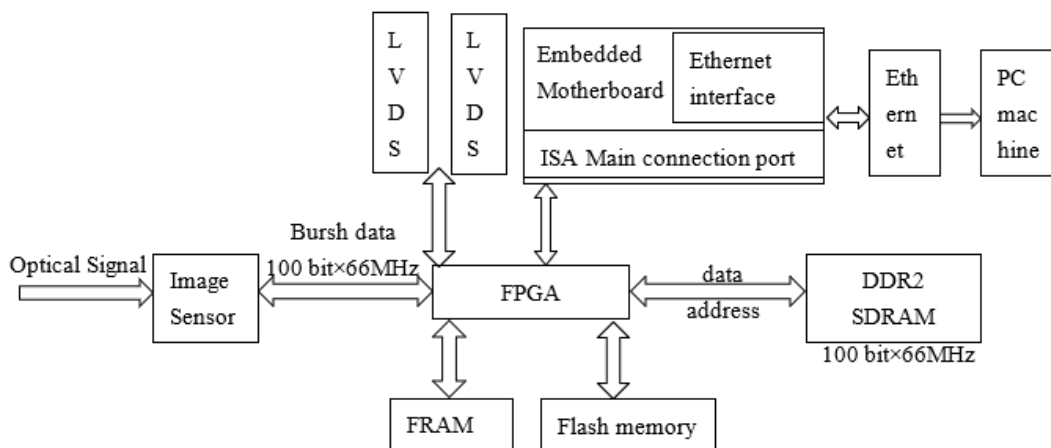 L
V
D
S
L
V
D
S
Embedded
Motherboard
Ethernet
interface
ISA Main connection port
Eth
ern
et
PC
mac
hine
Optical Signal
Image
Sensor
Bursh data
100 bit×66MHz
FPGA
data
address
DDR2
SDRAM
100 bit×66MHz
FRAM
Flash memory